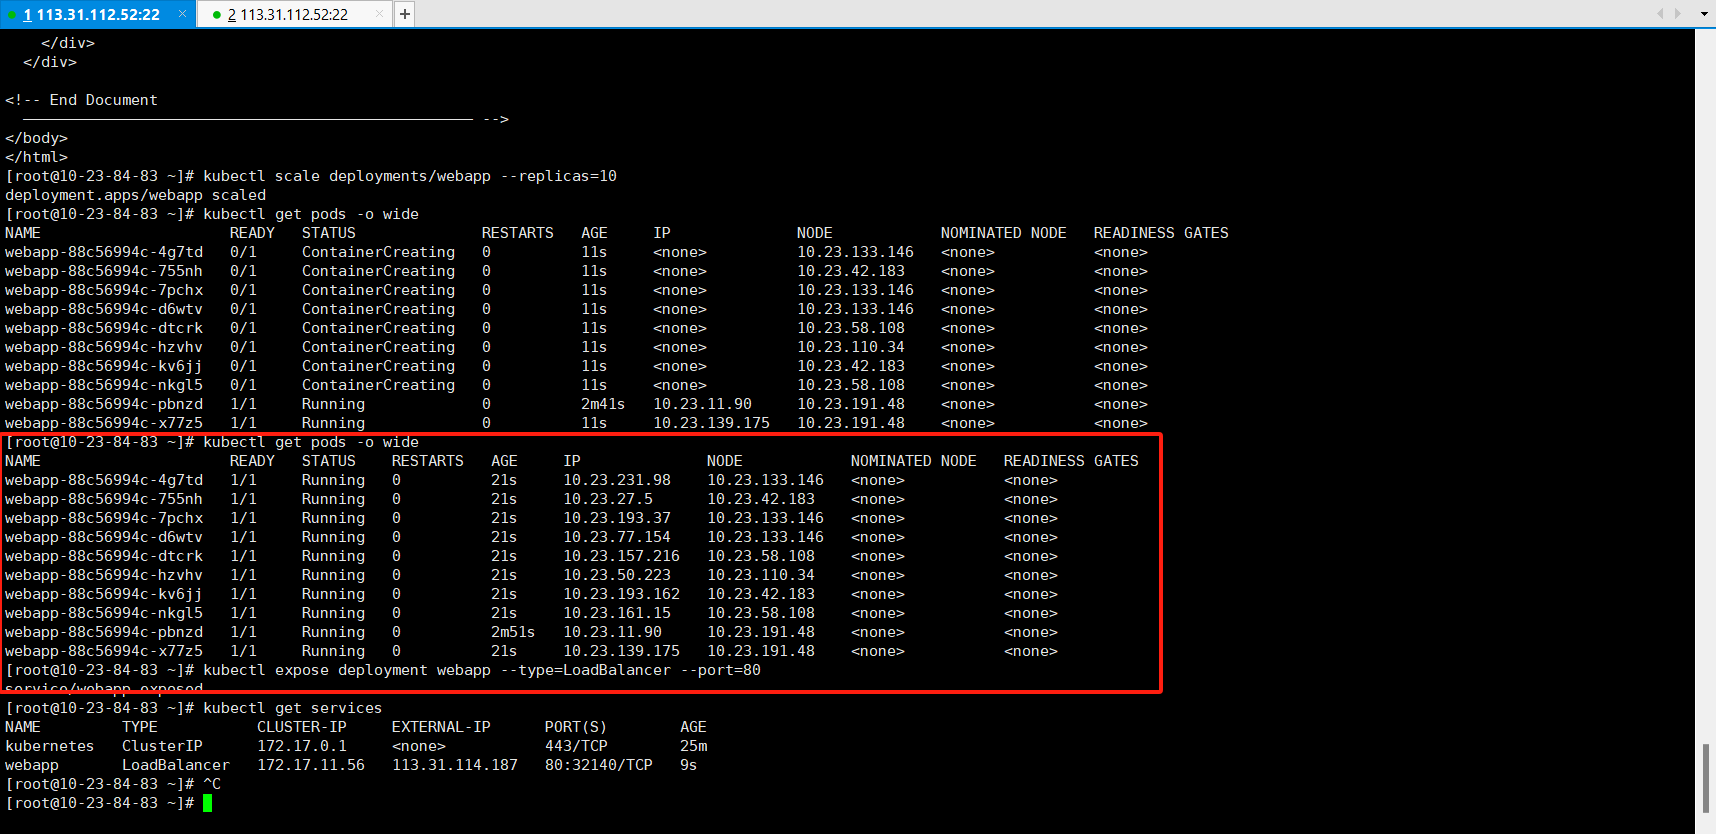 1 113.31.112.52:22 × 2 113.31.112.52:22 × +
</div>
</div>
<!-- End Document
–––––––––––––––––––––––––––––––––––––––––––––––––– -->
</body>
</html>
[root@10-23-84-83 ~]# kubectl scale deployments/webapp --replicas=10
deployment.apps/webapp scaled
[root@10-23-84-83 ~]# kubectl get pods -o wide
NAME READY STATUS RESTARTS AGE IP NODE NOMINATED NODE READINESS GATES
webapp-88c56994c-4g7td 0/1 ContainerCreating 0 11s <none> 10.23.133.146 <none> <none>
webapp-88c56994c-755nh 0/1 ContainerCreating 0 11s <none> 10.23.42.183 <none> <none>
webapp-88c56994c-7pchx 0/1 ContainerCreating 0 11s <none> 10.23.133.146 <none> <none>
webapp-88c56994c-d6wtv 0/1 ContainerCreating 0 11s <none> 10.23.133.146 <none> <none>
webapp-88c56994c-dtcrk 0/1 ContainerCreating 0 11s <none> 10.23.58.108 <none> <none>
webapp-88c56994c-hzvhv 0/1 ContainerCreating 0 11s <none> 10.23.110.34 <none> <none>
webapp-88c56994c-kv6jj 0/1 ContainerCreating 0 11s <none> 10.23.42.183 <none> <none>
webapp-88c56994c-nkgl5 0/1 ContainerCreating 0 11s <none> 10.23.58.108 <none> <none>
webapp-88c56994c-pbnzd 1/1 Running 0 2m41s 10.23.11.90 10.23.191.48 <none> <none>
webapp-88c56994c-x77z5 1/1 Running 0 11s 10.23.139.175 10.23.191.48 <none> <none>
[root@10-23-84-83 ~]# kubectl get pods -o wide
NAME READY STATUS RESTARTS AGE IP NODE NOMINATED NODE READINESS GATES
webapp-88c56994c-4g7td 1/1 Running 0 21s 10.23.231.98 10.23.133.146 <none> <none>
webapp-88c56994c-755nh 1/1 Running 0 21s 10.23.27.5 10.23.42.183 <none> <none>
webapp-88c56994c-7pchx 1/1 Running 0 21s 10.23.193.37 10.23.133.146 <none> <none>
webapp-88c56994c-d6wtv 1/1 Running 0 21s 10.23.77.154 10.23.133.146 <none> <none>
webapp-88c56994c-dtcrk 1/1 Running 0 21s 10.23.157.216 10.23.58.108 <none> <none>
webapp-88c56994c-hzvhv 1/1 Running 0 21s 10.23.50.223 10.23.110.34 <none> <none>
webapp-88c56994c-kv6jj 1/1 Running 0 21s 10.23.193.162 10.23.42.183 <none> <none>
webapp-88c56994c-nkgl5 1/1 Running 0 21s 10.23.161.15 10.23.58.108 <none> <none>
webapp-88c56994c-pbnzd 1/1 Running 0 2m51s 10.23.11.90 10.23.191.48 <none> <none>
webapp-88c56994c-x77z5 1/1 Running 0 21s 10.23.139.175 10.23.191.48 <none> <none>
[root@10-23-84-83 ~]# kubectl expose deployment webapp --type=LoadBalancer --port=80
service/webapp exposed
[root@10-23-84-83 ~]# kubectl get services
NAME TYPE CLUSTER-IP EXTERNAL-IP PORT(S) AGE
kubernetes ClusterIP 172.17.0.1 <none> 443/TCP 25m
webapp LoadBalancer 172.17.11.56 113.31.114.187 80:32140/TCP 9s
[root@10-23-84-83 ~]# ^C
[root@10-23-84-83 ~]#